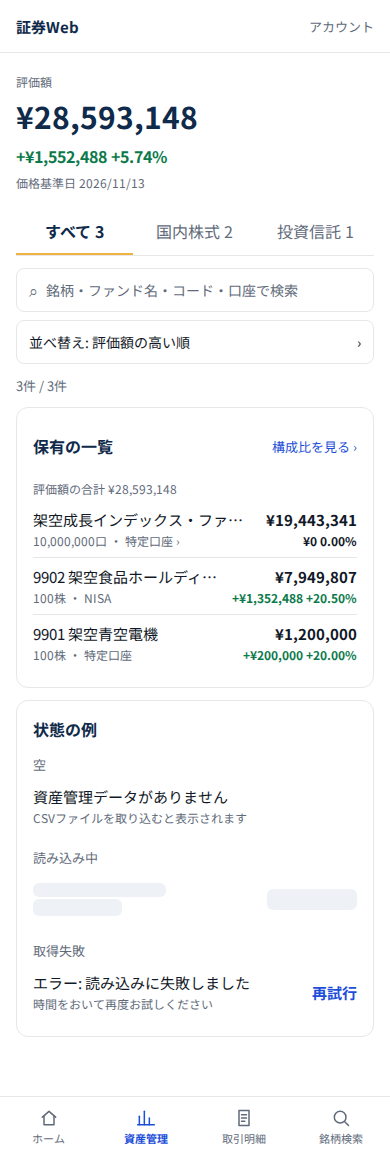 証券Web
アカウント
評価額
¥28,593,148
+¥1,552,488 +5.74%
価格基準日 2026/11/13
すべて 3 国内株式 2 投資信託 1
銘柄・ファンド名・コード・口座で検索
並べ替え: 評価額の高い順 ›
3件 / 3件
保有の一覧 構成比を見る ›
評価額の合計 ¥28,593,148
架空成長インデックス・ファ… ¥19,443,341
10,000,000口 ・ 特定口座 › ¥0 0.00%
9902 架空食品ホールディ… ¥7,949,807
100株 ・ NISA +¥1,352,488 +20.50%
9901 架空青空電機 ¥1,200,000
100株 ・ 特定口座 +¥200,000 +20.00%
状態の例
空
資産管理データがありません
CSVファイルを取り込むと表示されます
読み込み中
取得失敗
エラー: 読み込みに失敗しました
時間をおいて再度お試しください
再試行
ホーム 資産管理 取引明細 銘柄検索